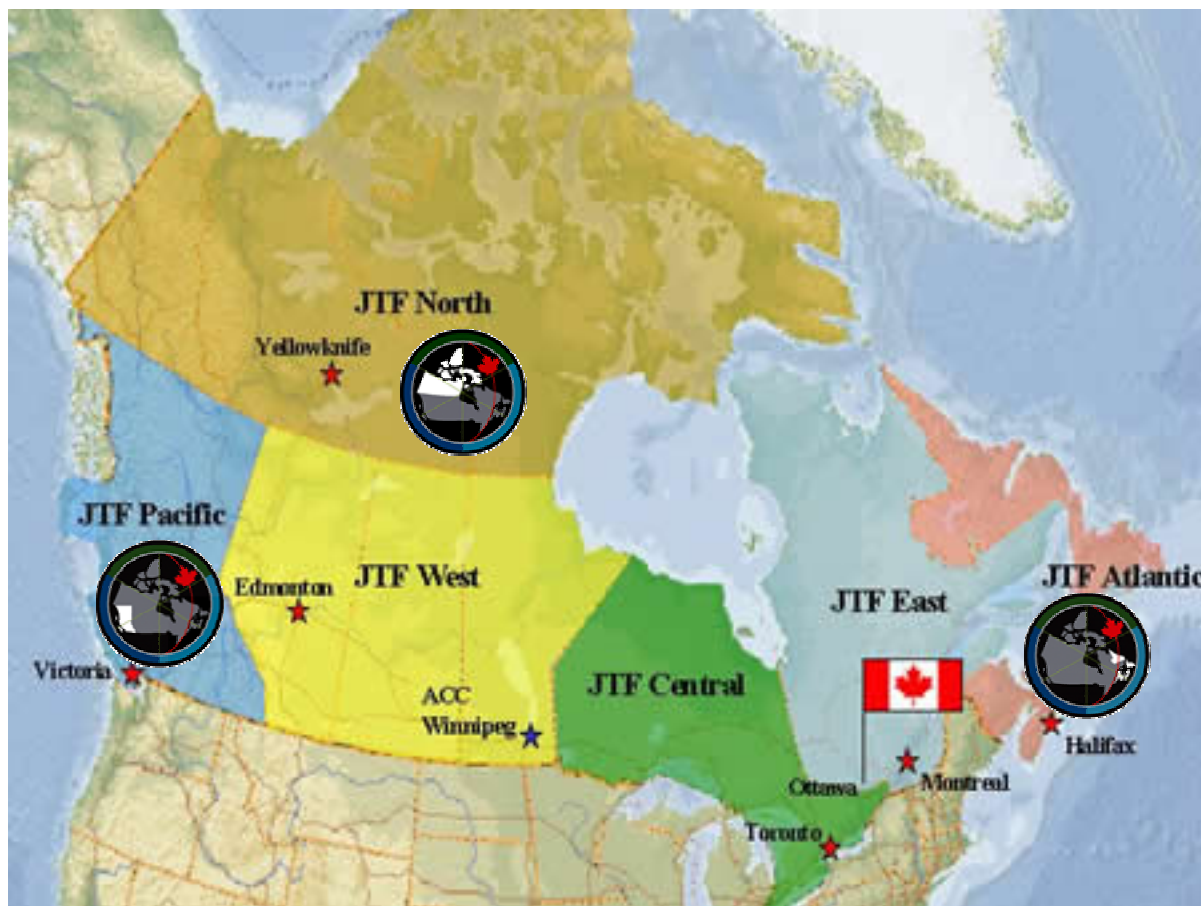 JTF North
Yellowknife
JTF Pacific
Edmonton
JTF West
JTF Atlantic
JTF East
Victoria
JTF Central
ACC
Winnipeg
Halifax
Ottawa
Montreal
Toronto